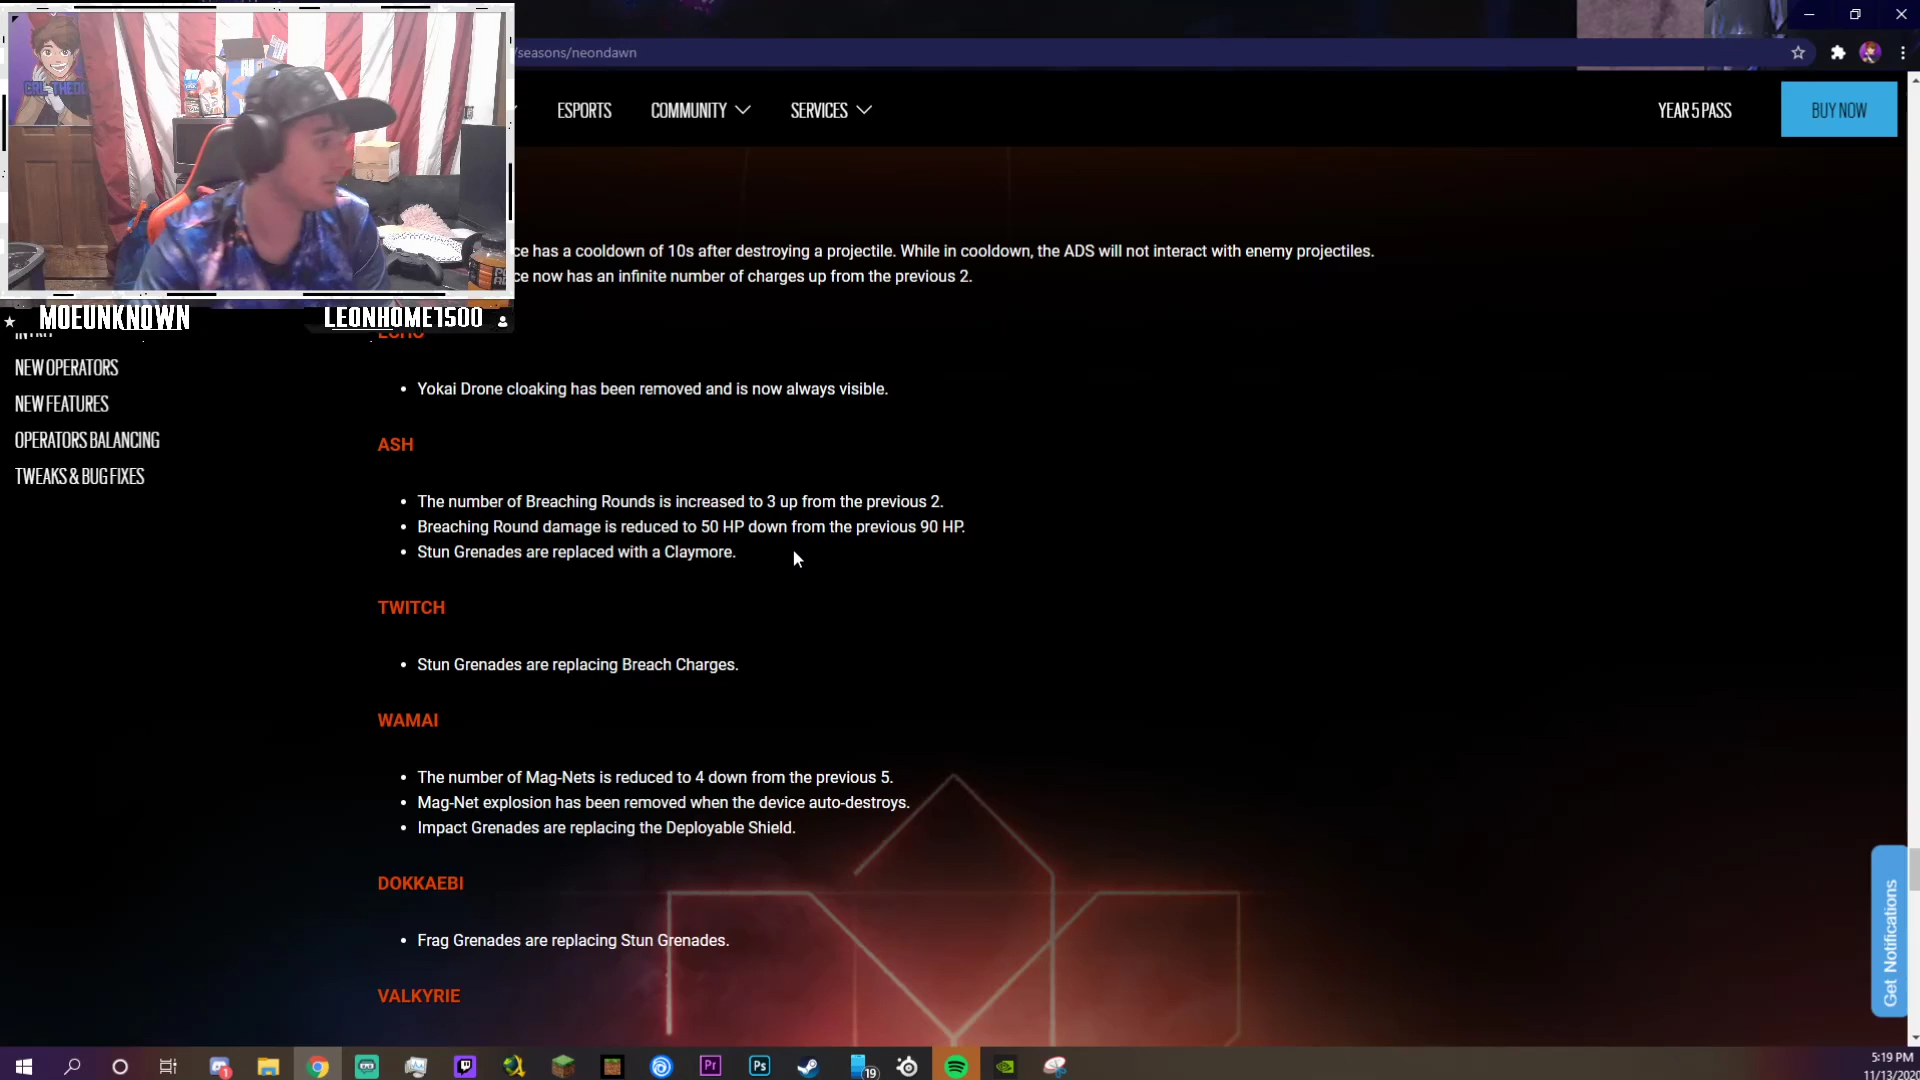 /seasons/neondawn
ESPORTS COMMUNITY SERVICES YEAR 5 PASS BUY NOW
ce has a cooldown of 10s after destroying a projectile. While in cooldown, the ADS will not interact with enemy projectiles.
ce now has an infinite number of charges up from the previous 2.
MOEUNKNOWN LEONHOME1500
ECHO
NEW OPERATORS
NEW FEATURES
OPERATORS BALANCING
TWEAKS & BUG FIXES
• Yokai Drone cloaking has been removed and is now always visible.
ASH
• The number of Breaching Rounds is increased to 3 up from the previous 2.
• Breaching Round damage is reduced to 50 HP down from the previous 90 HP.
• Stun Grenades are replaced with a Claymore.
TWITCH
• Stun Grenades are replacing Breach Charges.
WAMAI
• The number of Mag-Nets is reduced to 4 down from the previous 5.
• Mag-Net explosion has been removed when the device auto-destroys.
• Impact Grenades are replacing the Deployable Shield.
DOKKAEBI
• Frag Grenades are replacing Stun Grenades.
VALKYRIE
Get Notifications
1
Pr
Ps
19
5:19 PM
11/13/2020